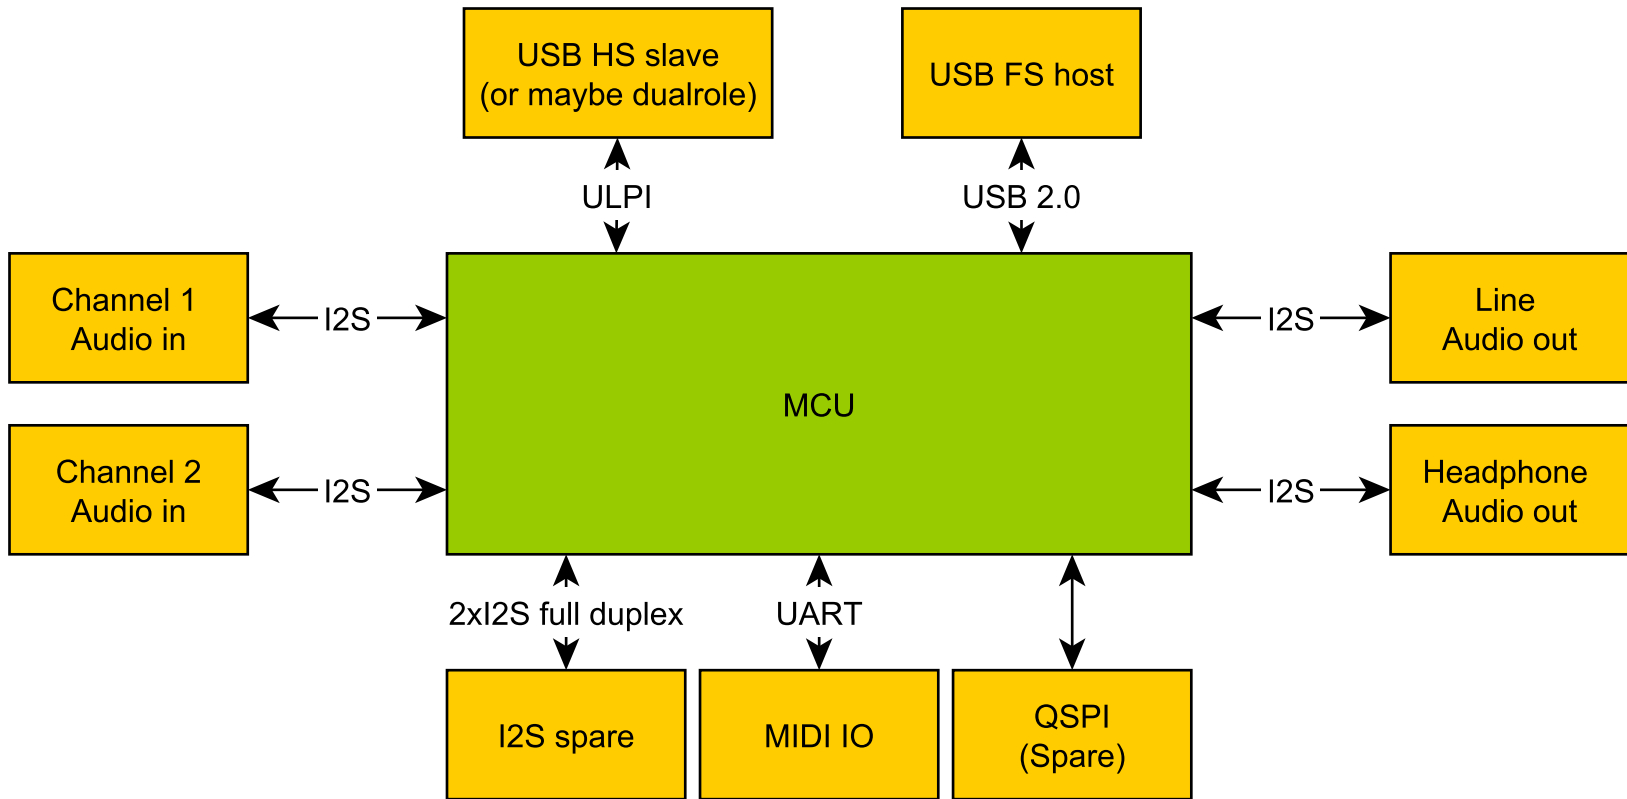 USB HS slave
(or maybe dualrole)
USB FS host
ULPI
USB 2.0
Channel 1
Audio in
I2S
I2S
Line
Audio out
MCU
Channel 2
Audio in
I2S
I2S
Headphone
Audio out
2xI2S full duplex
UART
I2S spare
MIDI IO
QSPI
(Spare)